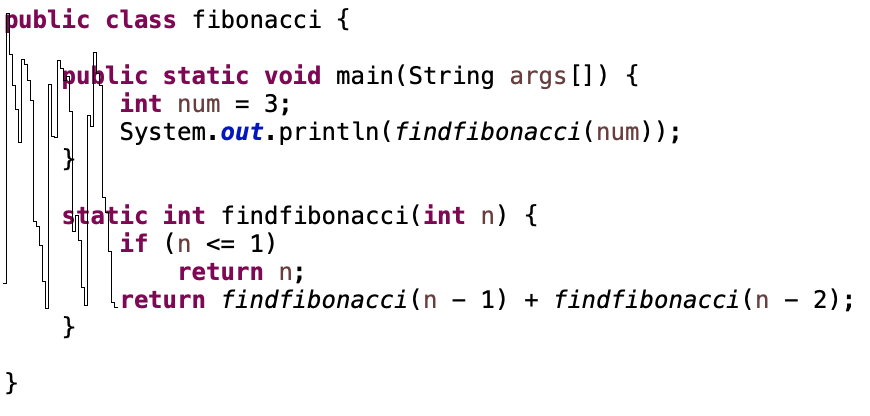 public class fibonacci {
public static void main(String args[]) {
int num = 3;
System.out.println(findfibonacci(num));
}
static int findfibonacci(int n) {
if (n <= 1)
return n;
return findfibonacci(n - 1) + findfibonacci(n - 2);
}
}